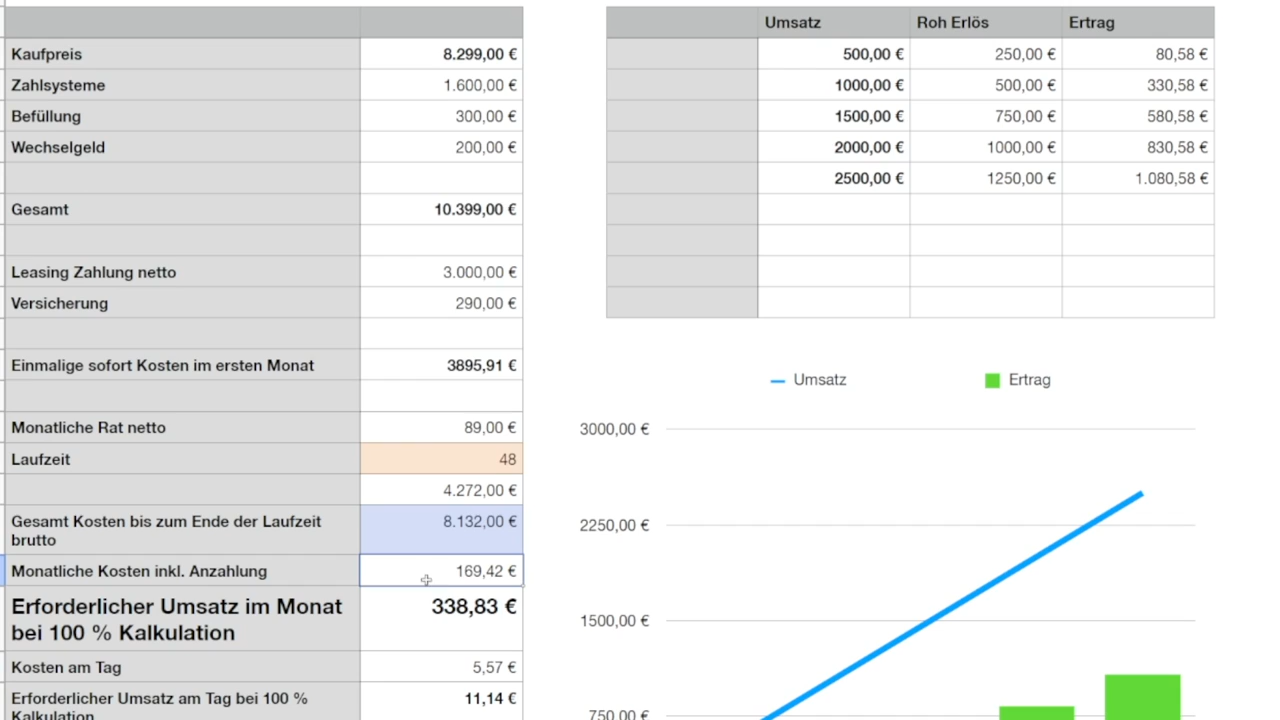 Kaufpreis 8.299,00 €
Zahlsysteme 1.600,00 €
Befüllung 300,00 €
Wechselgeld 200,00 €
Gesamt 10.399,00 €
Leasing Zahlung netto 3.000,00 €
Versicherung 290,00 €
Einmalige sofort Kosten im ersten Monat 3895,91 €
Monatliche Rat netto 89,00 €
Laufzeit 48
4.272,00 €
Gesamt Kosten bis zum Ende der Laufzeit 8.132,00 €
brutto
Monatliche Kosten inkl. Anzahlung 169,42 €
Erforderlicher Umsatz im Monat 338,83 €
bei 100 % Kalkulation
Kosten am Tag 5,57 €
Erforderlicher Umsatz am Tag bei 100 % 11,14 €
Kalkulation
Umsatz Roh Erlös Ertrag
500,00 € 250,00 € 80,58 €
1000,00 € 500,00 € 330,58 €
1500,00 € 750,00 € 580,58 €
2000,00 € 1000,00 € 830,58 €
2500,00 € 1250,00 € 1.080,58 €
Umsatz Ertrag
3000,00 €
2250,00 €
1500,00 €
750,00 €